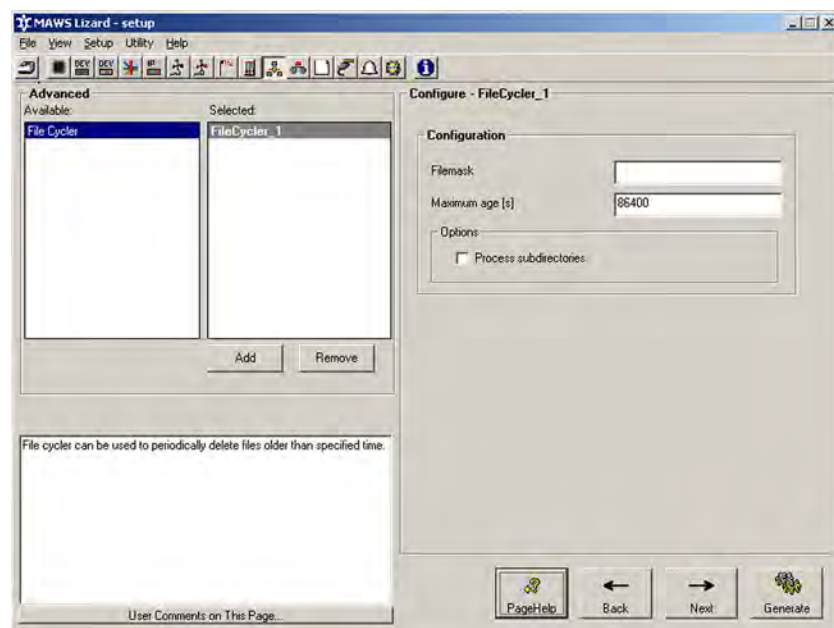 MAWS Lizard - setup
File View Setup Utility Help
DEV DEV
Advanced
Available:
Selected:
File Cycler
FileCycler_1
Add
Remove
File cycler can be used to periodically delete files older than specified time.
User Comments on This Page...
Configure - FileCycler_1
Configuration
Filemask
Maximum age [s]
86400
Options
Process subdirectories
PageHelp
Back
Next
Generate